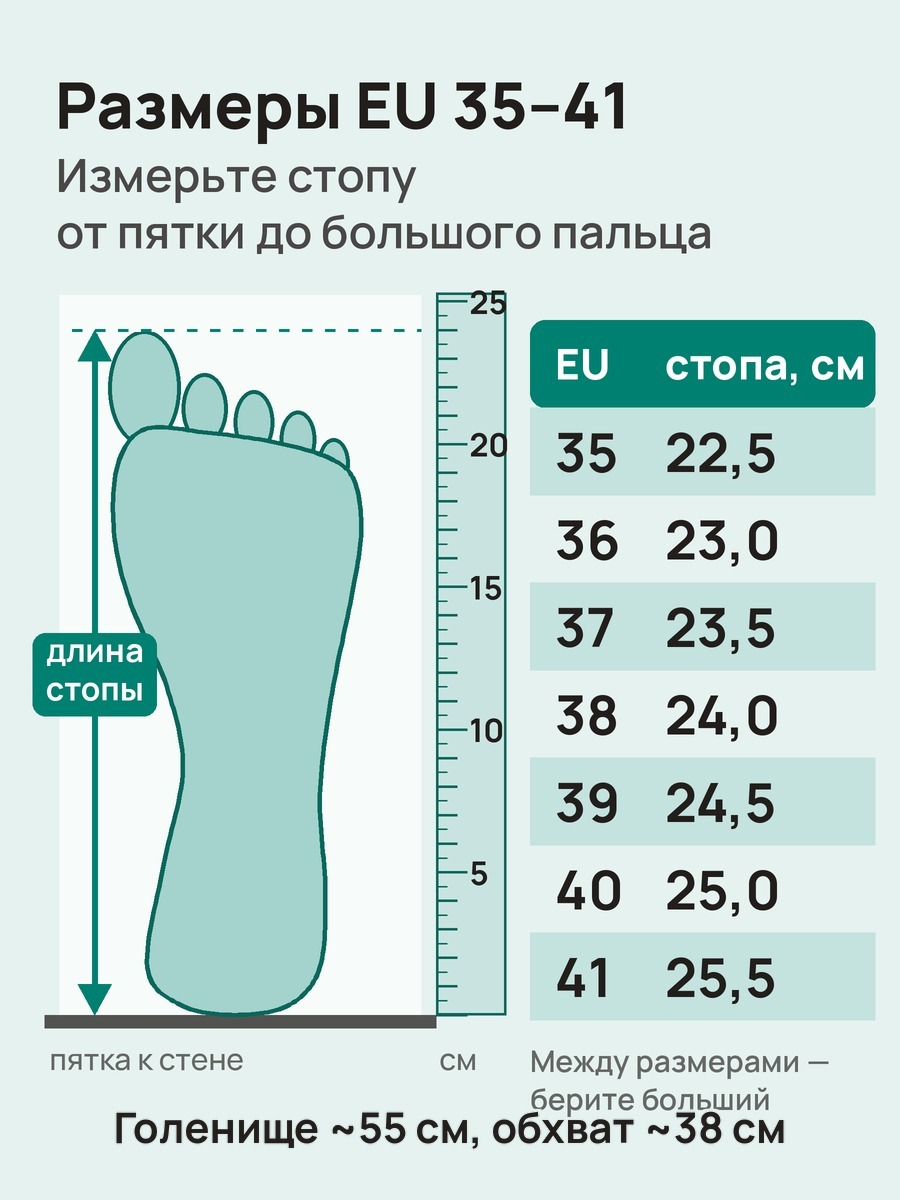 Размеры EU 35–41
Измерьте стопу
от пятки до большого пальца
25
20
15
10
5
длина
стопы
EU стопа, см
35 22,5
36 23,0
37 23,5
38 24,0
39 24,5
40 25,0
41 25,5
пятка к стене
см
Между размерами —
берите больший
Голенище ~55 см, обхват ~38 см